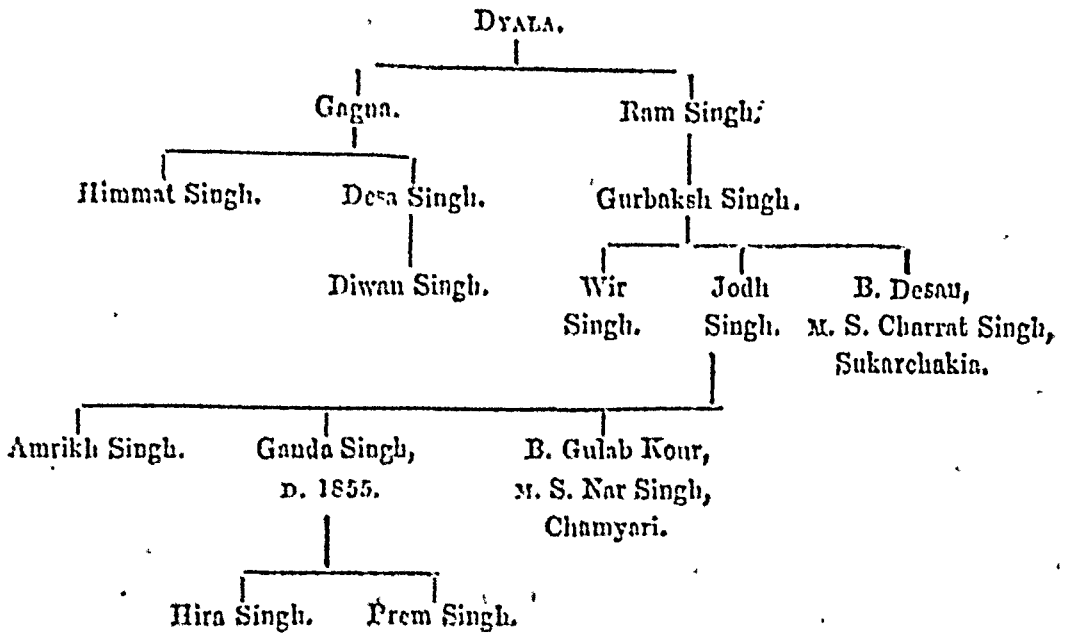 DYALA.
Gagna. Ram Singh.
Himmat Singh. Desa Singh. Gurbaksh Singh.
Diwan Singh. Wir Jodh B. Desan,
Singh. Singh. M. S. Charrat Singh,
Sukarchakia.
Amrikh Singh. Ganda Singh, B. Gulab Kour,
D. 1855. M. S. Nar Singh,
Chamyari.
Hira Singh. Prem Singh.